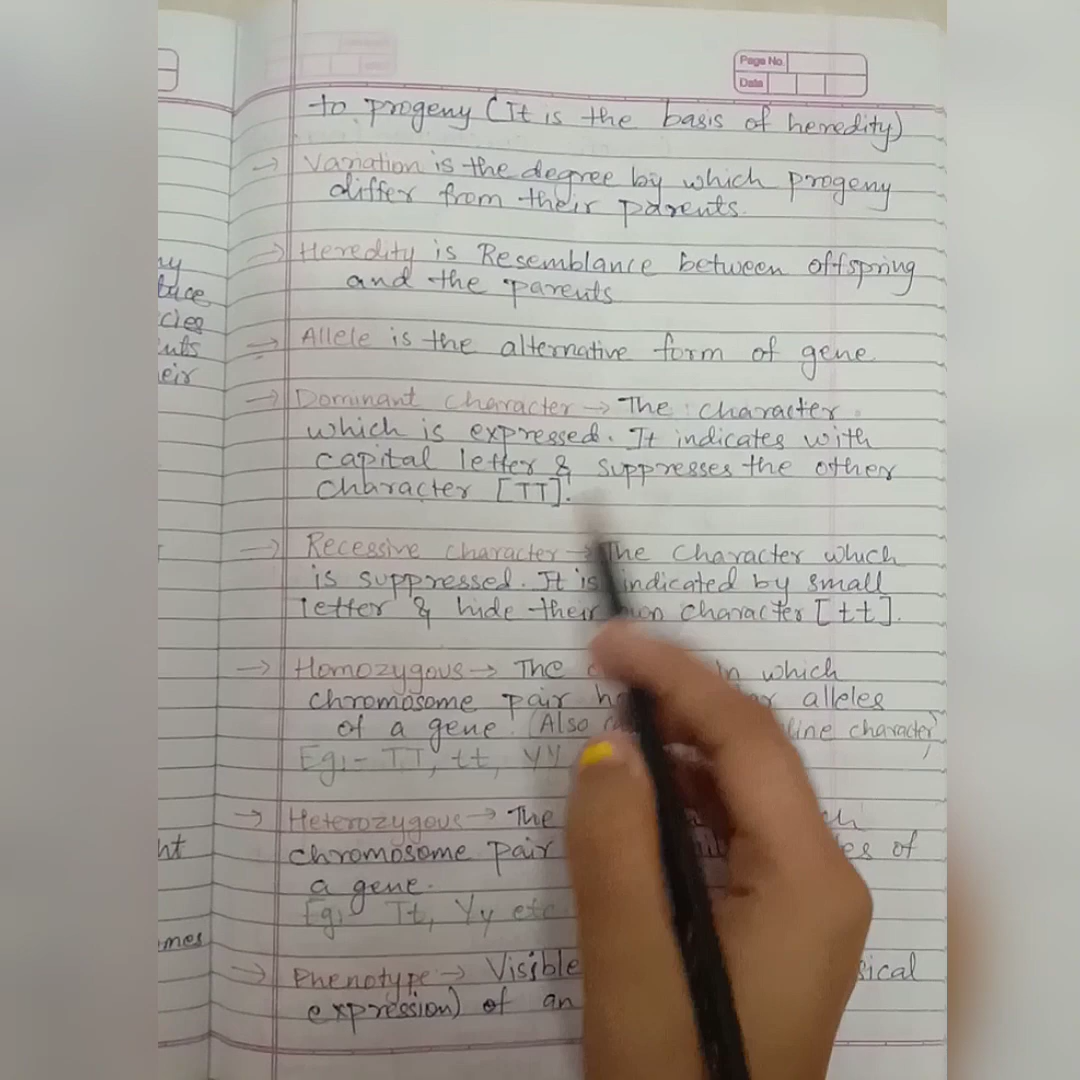 Page No.
Date
to progeny (It is the basis of heredity)
→ Variation is the degree by which progeny
differ from their parents.
→ Heredity is Resemblance between offspring
and the parents
→ Allele is the alternative form of gene
→ Dominant character → The character
which is expressed. It indicates with
capital letter & suppresses the other
character [TT].
→ Recessive character → The character which
is suppressed. It is indicated by small
letter & hide their own character [tt].
→ Homozygous → The in which
chromosome pair alleles
of a gene. (Also line character)
Eg:- TT, tt, YY
→ Heterozygous → The
chromosome pair of
a gene.
Eg:- Tt, Yy etc
→ Phenotype → Visible
expression) of an